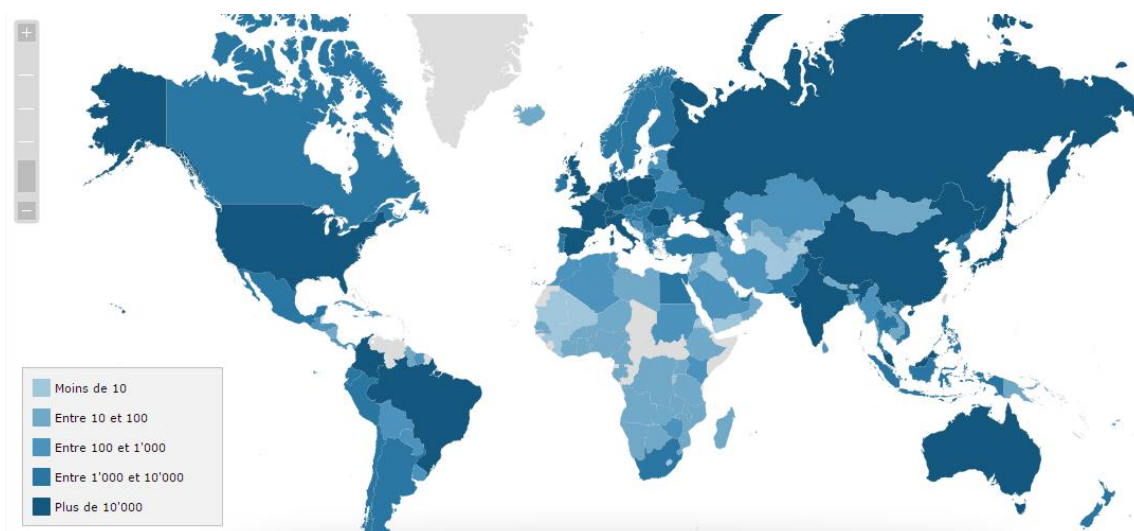 +
−
Moins de 10
Entre 10 et 100
Entre 100 et 1'000
Entre 1'000 et 10'000
Plus de 10'000